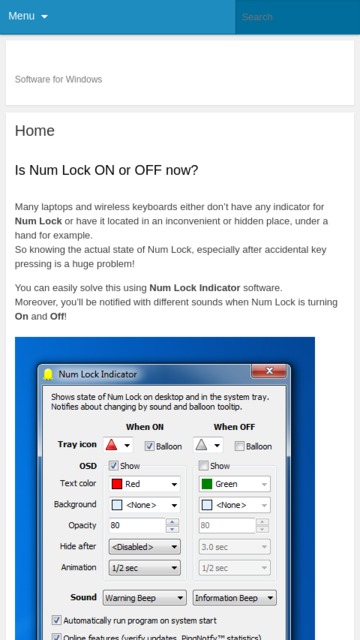 Menu
Search
Software for Windows
Home
Is Num Lock ON or OFF now?
Many laptops and wireless keyboards either don't have any indicator for
Num Lock or have it located in an inconvenient or hidden place, under a
hand for example.
So knowing the actual state of Num Lock, especially after accidental key
pressing is a huge problem!
You can easily solve this using Num Lock Indicator software.
Moreover, you'll be notified with different sounds when Num Lock is turning
On and Off!
Num Lock Indicator
Shows state of Num Lock on desktop and in the system tray.
Notifies about changing by sound and balloon tooltip.
When ON When OFF
Tray icon Balloon Balloon
OSD Show Show
Text color Red Green
Background <None> <None>
Opacity 80 80
Hide after <Disabled> 3.0 sec
Animation 1/2 sec 1/2 sec
Sound Warning Beep Information Beep
Automatically run program on system start
Online features (verify updates, PingNotfy™ statistics)